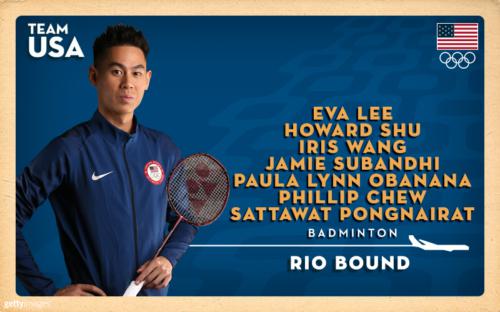 TEAM
USA
EVA LEE
HOWARD SHU
IRIS WANG
JAMIE SUBANDHI
PAULA LYNN OBANANA
PHILLIP CHEW
SATTAWAT PONGNAIRAT
BADMINTON
RIO BOUND
gettyimages